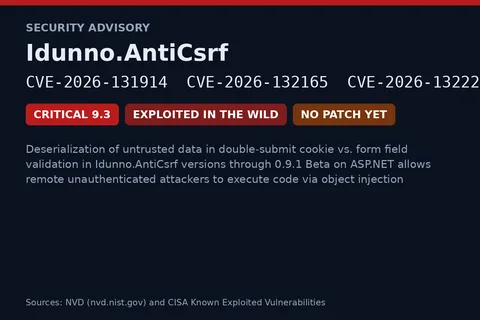 SECURITY ADVISORY
Idunno.AntiCsrf
CVE-2026-131914 CVE-2026-132165 CVE-2026-13222
CRITICAL 9.3 EXPLOITED IN THE WILD NO PATCH YET
Deserialization of untrusted data in double-submit cookie vs. form field
validation in Idunno.AntiCsrf versions through 0.9.1 Beta on ASP.NET allows
remote unauthenticated attackers to execute code via object injection
Sources: NVD (nvd.nist.gov) and CISA Known Exploited Vulnerabilities